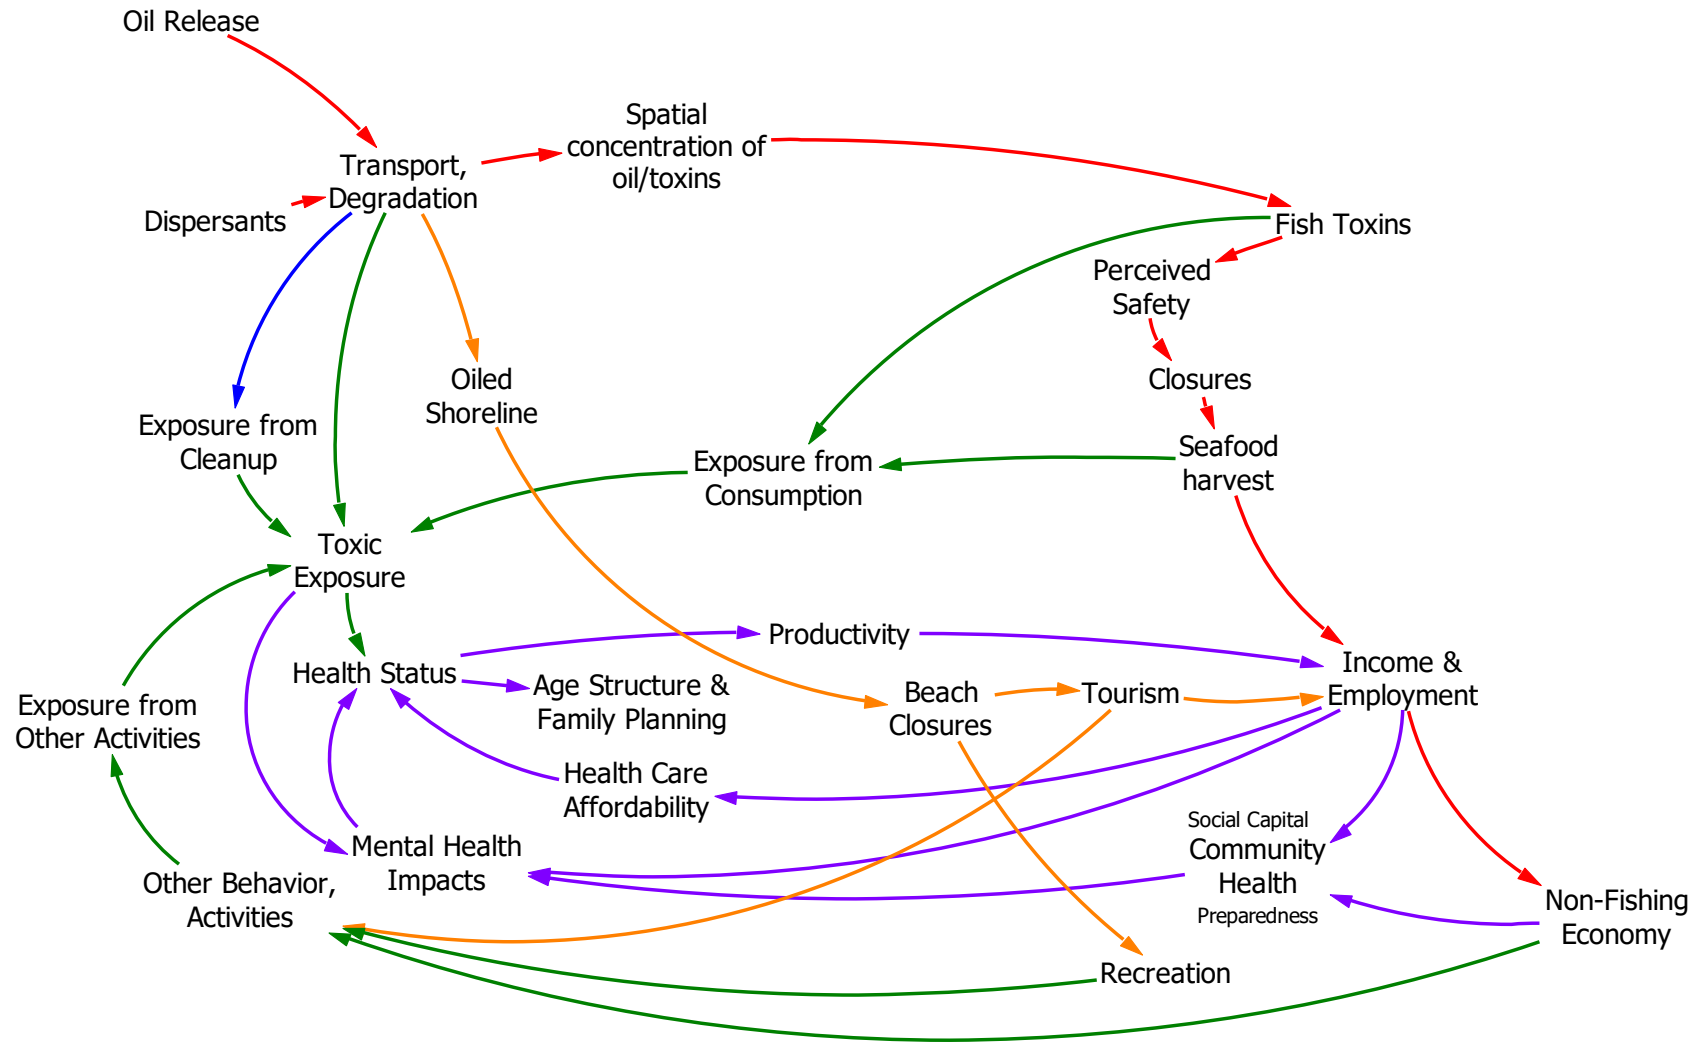 Oil Release
Spatial
concentration of
oil/toxins
Transport,
Degradation
Dispersants
Fish Toxins
Perceived
Safety
Closures
Oiled
Shoreline
Exposure from
Cleanup
Seafood
harvest
Exposure from
Consumption
Toxic
Exposure
Productivity
Health Status
Income &
Employment
Age Structure &
Family Planning
Beach
Closures
Tourism
Exposure from
Other Activities
Health Care
Affordability
Social Capital
Community
Health
Preparedness
Mental Health
Impacts
Other Behavior,
Activities
Non-Fishing
Economy
Recreation